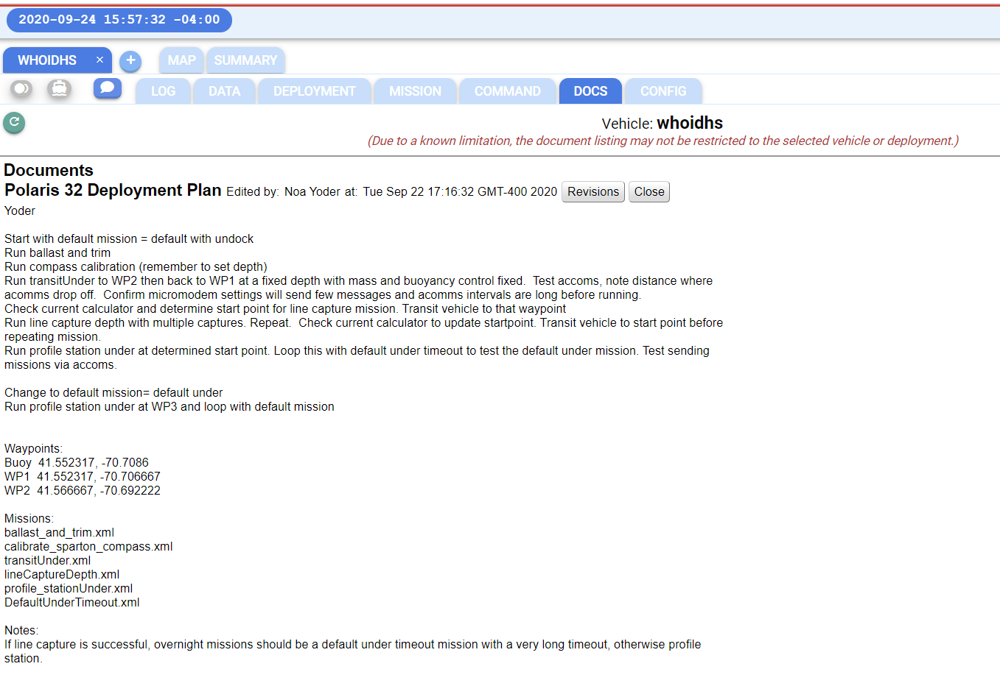 2020-09-24 15:57:32 -04:00
WHOIDHS × + MAP SUMMARY
LOG DATA DEPLOYMENT MISSION COMMAND DOCS CONFIG
Vehicle: whoidhs
(Due to a known limitation, the document listing may not be restricted to the selected vehicle or deployment.)
Documents
Polaris 32 Deployment Plan Edited by: Noa Yoder at: Tue Sep 22 17:16:32 GMT-400 2020 Revisions Close
Yoder
Start with default mission = default with undock
Run ballast and trim
Run compass calibration (remember to set depth)
Run transitUnder to WP2 then back to WP1 at a fixed depth with mass and buoyancy control fixed.  Test accoms, note distance where
acomms drop off.  Confirm micromodem settings will send few messages and acomms intervals are long before running.
Check current calculator and determine start point for line capture mission. Transit vehicle to that waypoint
Run line capture depth with multiple captures. Repeat.  Check current calculator to update startpoint. Transit vehicle to start point before
repeating mission.
Run profile station under at determined start point. Loop this with default under timeout to test the default under mission. Test sending
missions via accoms.
Change to default mission= default under
Run profile station under at WP3 and loop with default mission
Waypoints:
Buoy  41.552317, -70.7086
WP1  41.552317, -70.706667
WP2  41.566667, -70.692222
Missions:
ballast_and_trim.xml
calibrate_sparton_compass.xml
transitUnder.xml
lineCaptureDepth.xml
profile_stationUnder.xml
DefaultUnderTimeout.xml
Notes:
If line capture is successful, overnight missions should be a default under timeout mission with a very long timeout, otherwise profile
station.